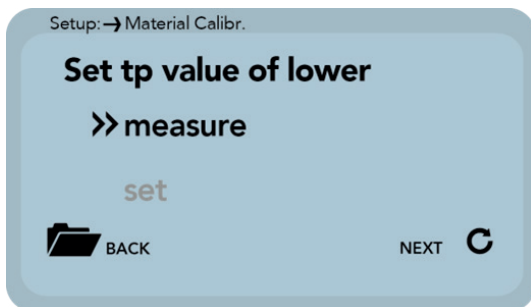 Setup:→ Material Calibr.
Set tp value of lower
» measure
set
BACK NEXT